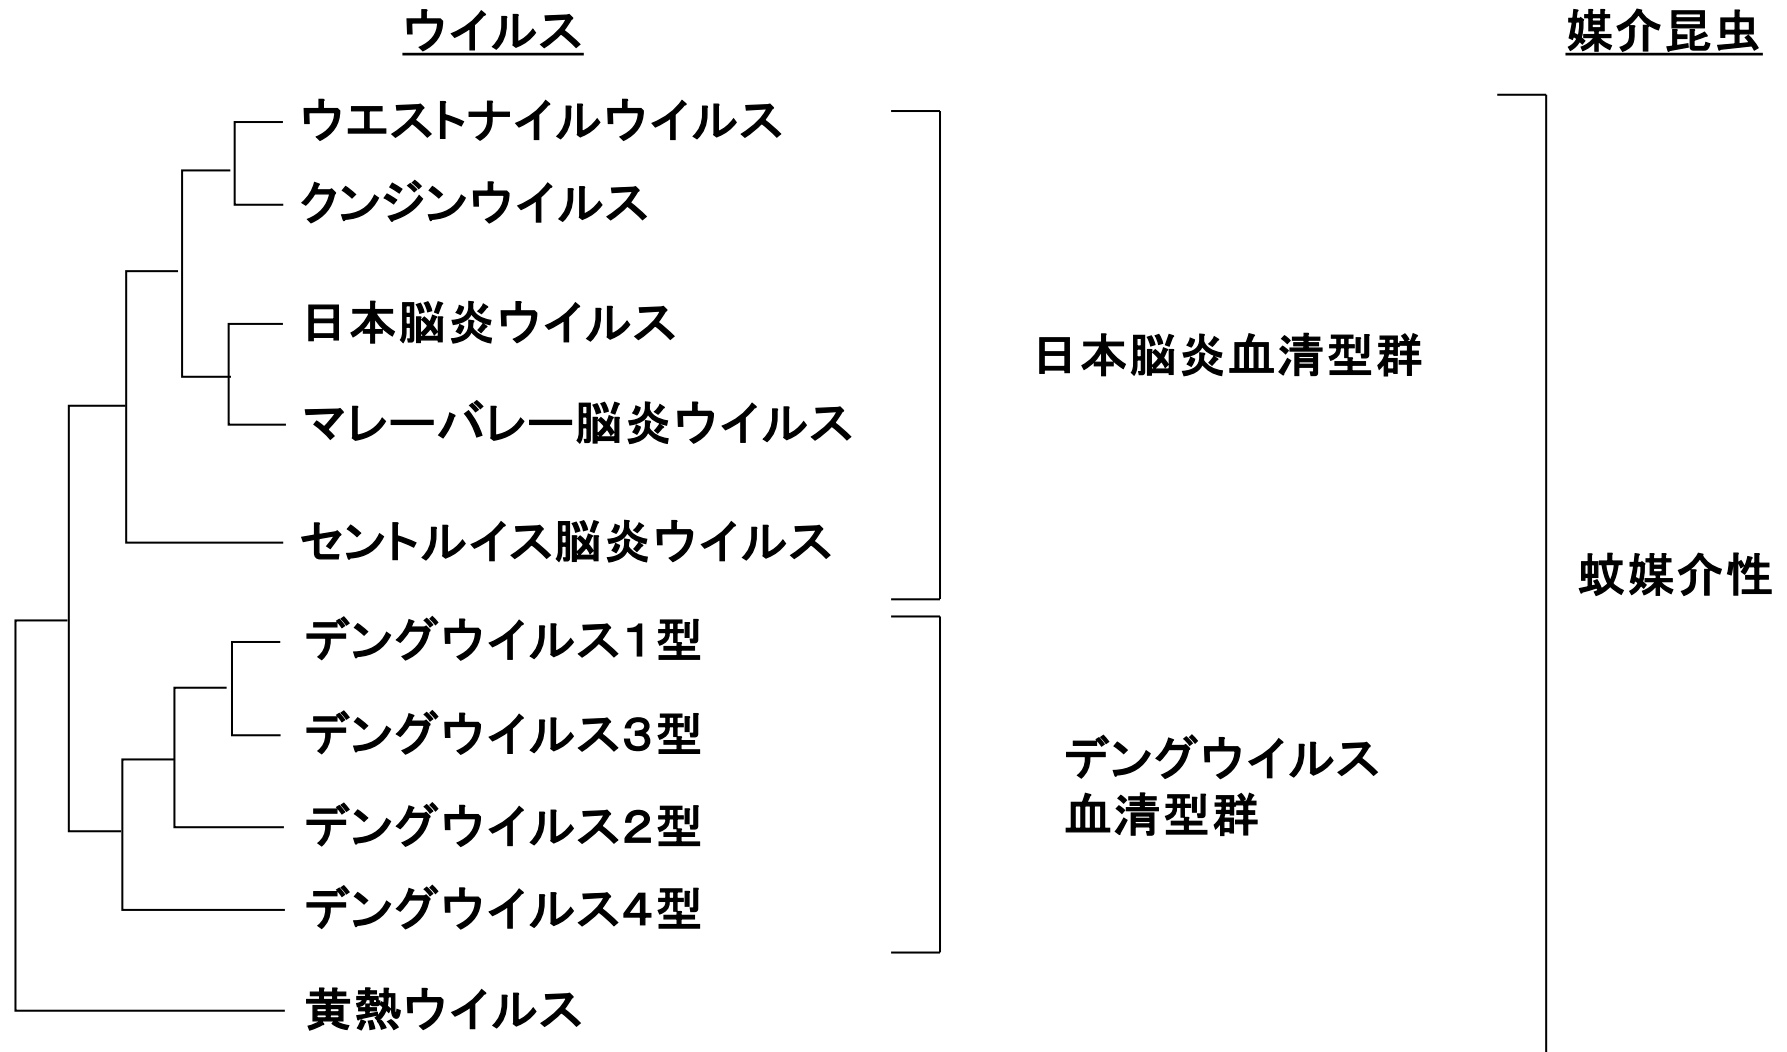 ウイルス
媒介昆虫
ウエストナイルウイルス
クンジンウイルス
日本脳炎ウイルス
マレーバレー脳炎ウイルス
セントルイス脳炎ウイルス
日本脳炎血清型群
デングウイルス１型
デングウイルス３型
デングウイルス２型
デングウイルス４型
デングウイルス
血清型群
黄熱ウイルス
蚊媒介性